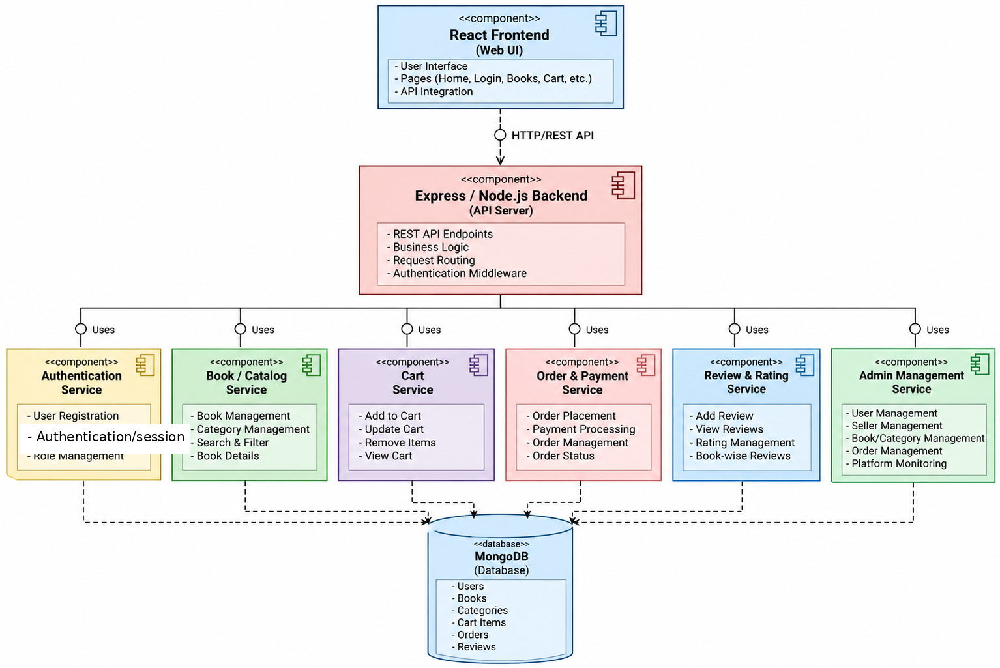 <<component>>
React Frontend
(Web UI)
- User Interface
- Pages (Home, Login, Books, Cart, etc.)
- API Integration
HTTP/REST API
<<component>>
Express / Node.js Backend
(API Server)
- REST API Endpoints
- Business Logic
- Request Routing
- Authentication Middleware
Uses
Uses
Uses
Uses
Uses
Uses
<<component>>
Authentication
Service
- User Registration
- Authentication/session
- Role Management
<<component>>
Book / Catalog
Service
- Book Management
- Category Management
- Search & Filter
- Book Details
<<component>>
Cart
Service
- Add to Cart
- Update Cart
- Remove Items
- View Cart
<<component>>
Order & Payment
Service
- Order Placement
- Payment Processing
- Order Management
- Order Status
<<component>>
Review & Rating
Service
- Add Review
- View Reviews
- Rating Management
- Book-wise Reviews
<<component>>
Admin Management
Service
- User Management
- Seller Management
- Book/Category Management
- Order Management
- Platform Monitoring
<<database>>
MongoDB
(Database)
- Users
- Books
- Categories
- Cart Items
- Orders
- Reviews